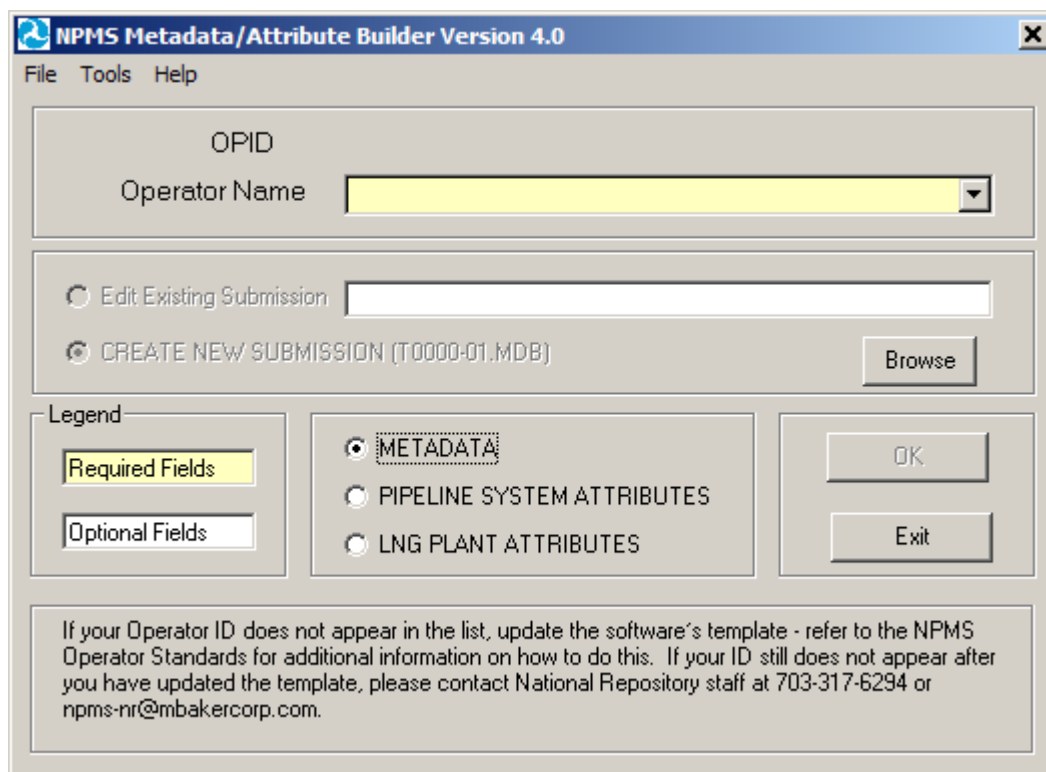 NPMS Metadata/Attribute Builder Version 4.0
File Tools Help
OPID
Operator Name
Edit Existing Submission
CREATE NEW SUBMISSION (T0000-01.MDB)
Browse
Legend
Required Fields
Optional Fields
METADATA
PIPELINE SYSTEM ATTRIBUTES
LNG PLANT ATTRIBUTES
OK
Exit
If your Operator ID does not appear in the list, update the software's template - refer to the NPMS
Operator Standards for additional information on how to do this.  If your ID still does not appear after
you have updated the template, please contact National Repository staff at 703-317-6294 or
npms-nr@mbakercorp.com.